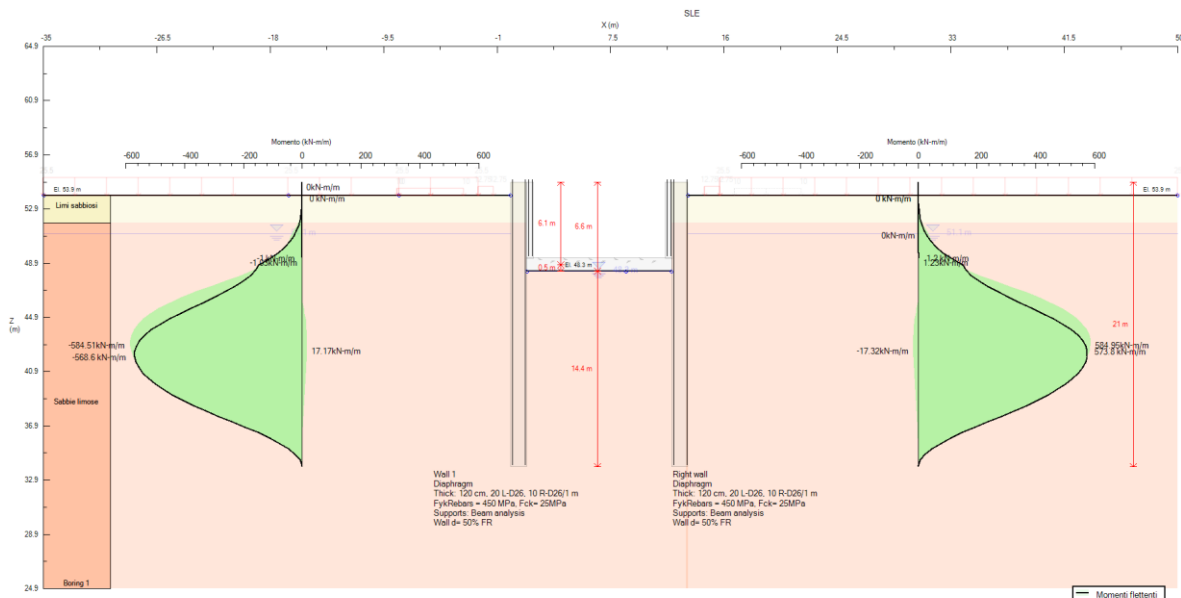 SLE
X (m)
-35 -26.5 -18 -9.5 -1 7.5 16 24.5 33 41.5 50
64.9
60.9
56.9
52.9
48.9
44.9
40.9
36.9
32.9
28.9
24.9
Z
(m)
Momento (kN-m/m)
-600 -400 -200 0 200 400 600
Momento (kN-m/m)
-600 -400 -200 0 200 400 600
El. 53.9 m
Limi sabbiosi
Sabbie limose
Boring 1
0kN-m/m
0 kN-m/m
-584.51kN-m/m
-568.6 kN-m/m
17.17kN-m/m
6.1 m
6.6 m
0.5 m
El. 48.3 m
14.4 m
El. 53.9 m
0 kN-m/m
0kN-m/m
1.2 kN-m/m
1.23kN-m/m
-17.32kN-m/m
584.95kN-m/m
573.8 kN-m/m
21 m
51.1 m
Wall 1
Diaphragm
Thick: 120 cm, 20 L-D26, 10 R-D26/1 m
FykRebars = 450 MPa, Fck= 25MPa
Supports: Beam analysis
Wall d= 50% FR
Right wall
Diaphragm
Thick: 120 cm, 20 L-D26, 10 R-D26/1 m
FykRebars = 450 MPa, Fck= 25MPa
Supports: Beam analysis
Wall d= 50% FR
Momenti flettenti